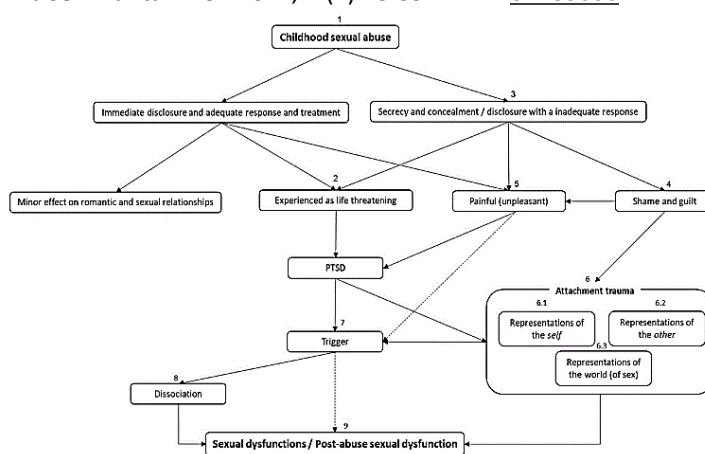 1
Childhood sexual abuse
3
Immediate disclosure and adequate response and treatment
Secrecy and concealment / disclosure with a inadequate response
2
5
4
Minor effect on romantic and sexual relationships
Experienced as life threatening
Painful (unpleasant)
Shame and guilt
PTSD
6
Attachment trauma
6.1
6.2
7
Representations of
the self
Representations of
the other
Trigger
6.3
Representations of
the world (of sex)
8
Dissociation
9
Sexual dysfunctions / Post-abuse sexual dysfunction